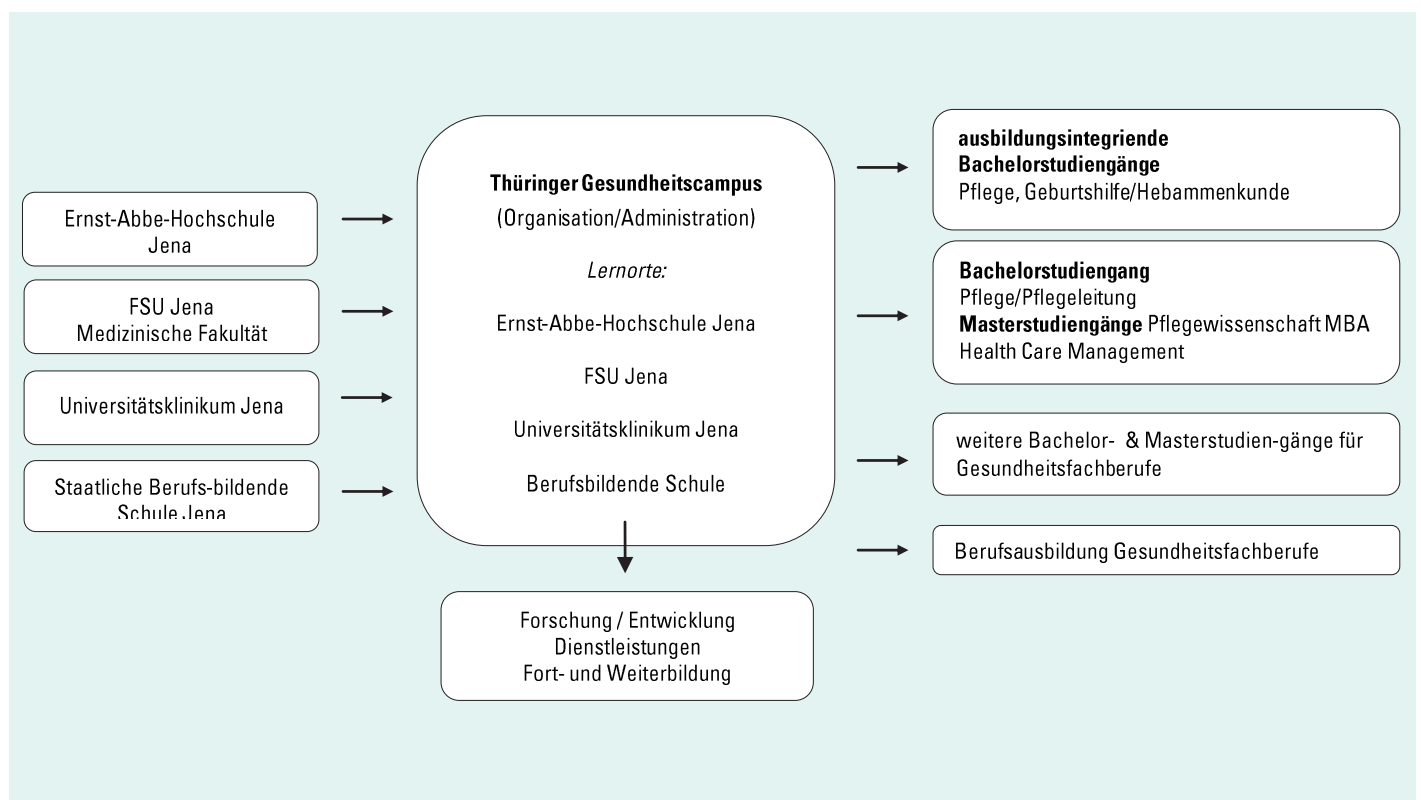 Ernst-Abbe-Hochschule
Jena
FSU Jena
Medizinische Fakultät
Universitätsklinikum Jena
Staatliche Berufs-bildende
Schule Jena
Thüringer Gesundheitscampus
(Organisation/Administration)
Lernorte:
Ernst-Abbe-Hochschule Jena
FSU Jena
Universitätsklinikum Jena
Berufsbildende Schule
Forschung / Entwicklung
Dienstleistungen
Fort- und Weiterbildung
ausbildungsintegriende
Bachelorstudiengänge
Pflege, Geburtshilfe/Hebammenkunde
Bachelorstudiengang
Pflege/Pflegeleitung
Masterstudiengänge Pflegewissenschaft MBA
Health Care Management
weitere Bachelor- & Masterstudien-gänge für
Gesundheitsfachberufe
Berufsausbildung Gesundheitsfachberufe